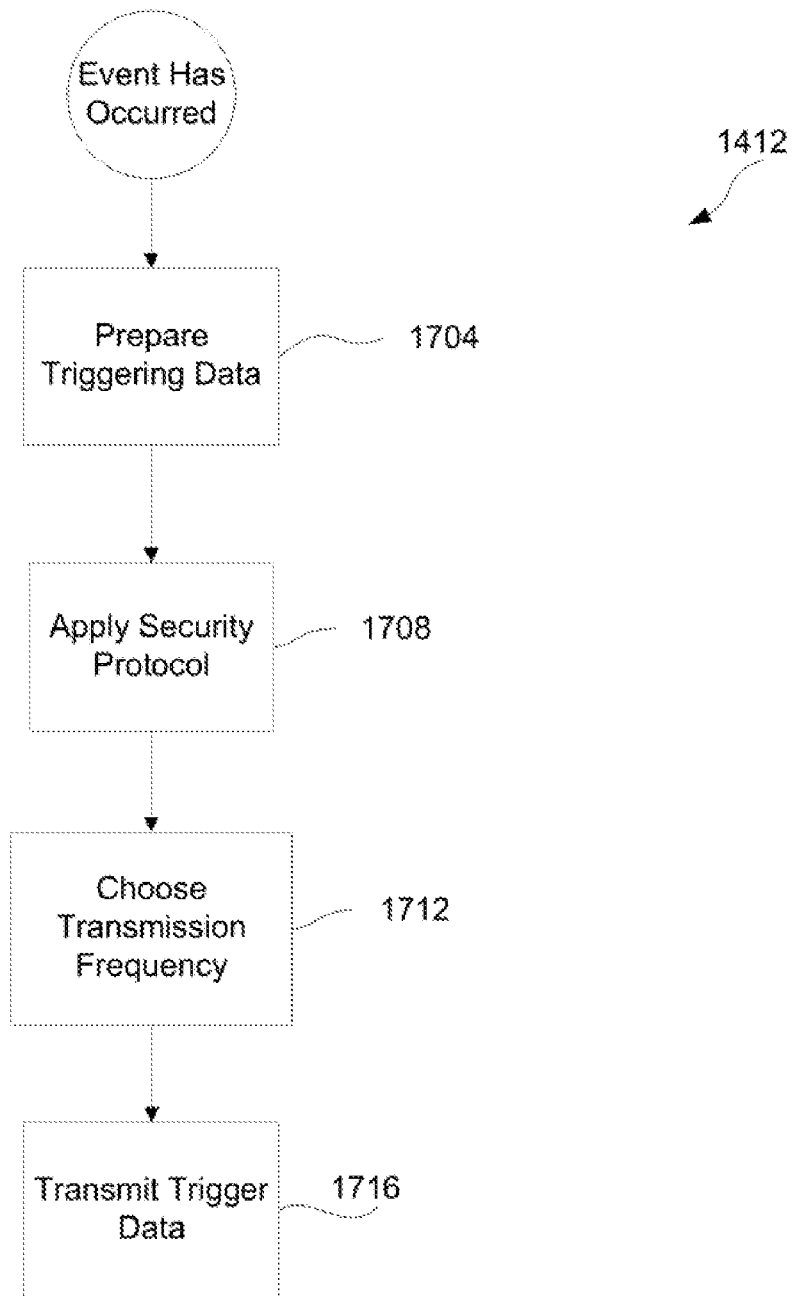 Event Has
Occurred
1412
Prepare
Triggering Data
1704
Apply Security
Protocol
1708
Choose
Transmission
Frequency
1712
Transmit Trigger
Data
1716